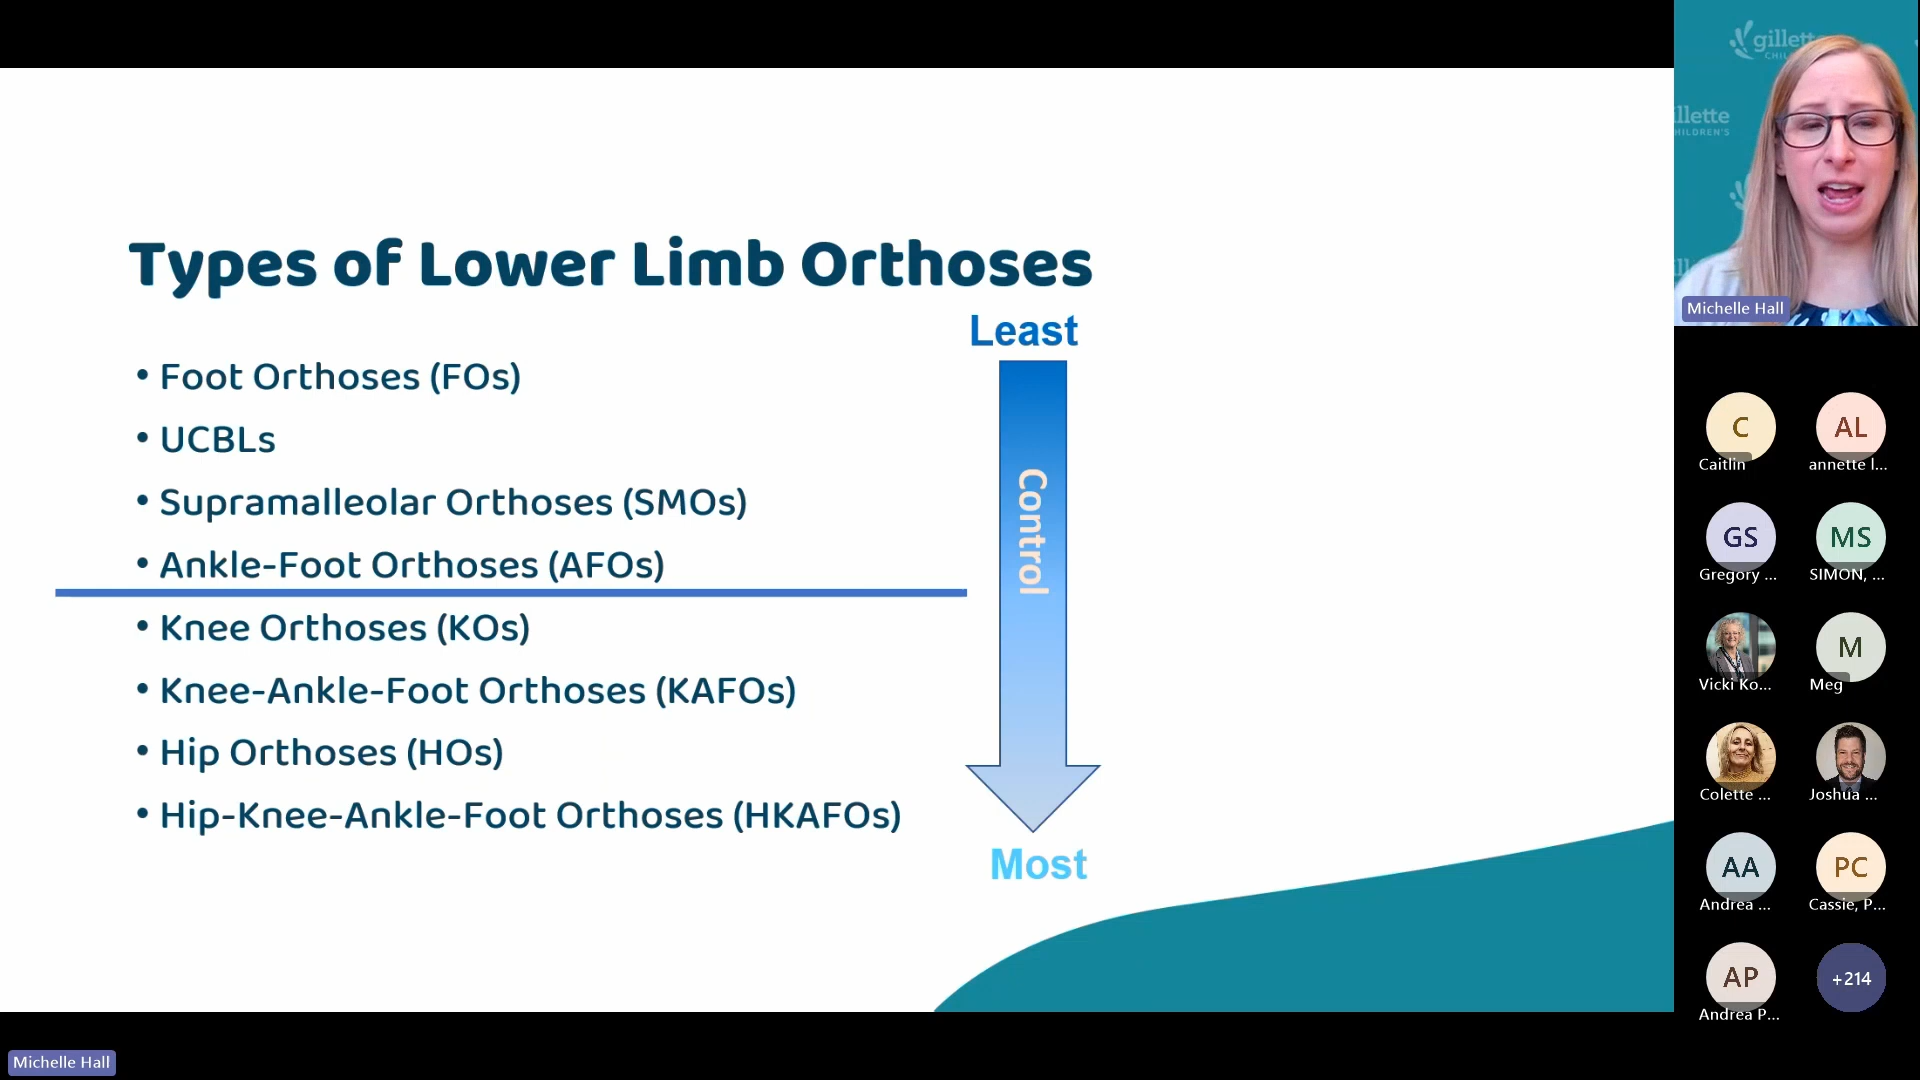 Types of Lower Limb Orthoses
Least
• Foot Orthoses (FOs)
• UCBLs
• Supramalleolar Orthoses (SMOs)
• Ankle-Foot Orthoses (AFOs)
• Knee Orthoses (KOs)
• Knee-Ankle-Foot Orthoses (KAFOs)
• Hip Orthoses (HOs)
• Hip-Knee-Ankle-Foot Orthoses (HKAFOs)
Control
Most
gillette
illette
HILDREN'S
Michelle Hall
C
Caitlin
AL
annette l...
GS
Gregory ...
MS
SIMON, ...
Vicki Ko...
M
Meg
Colette ...
Joshua ...
AA
Andrea ...
PC
Cassie, P...
AP
Andrea P...
+214
Michelle Hall